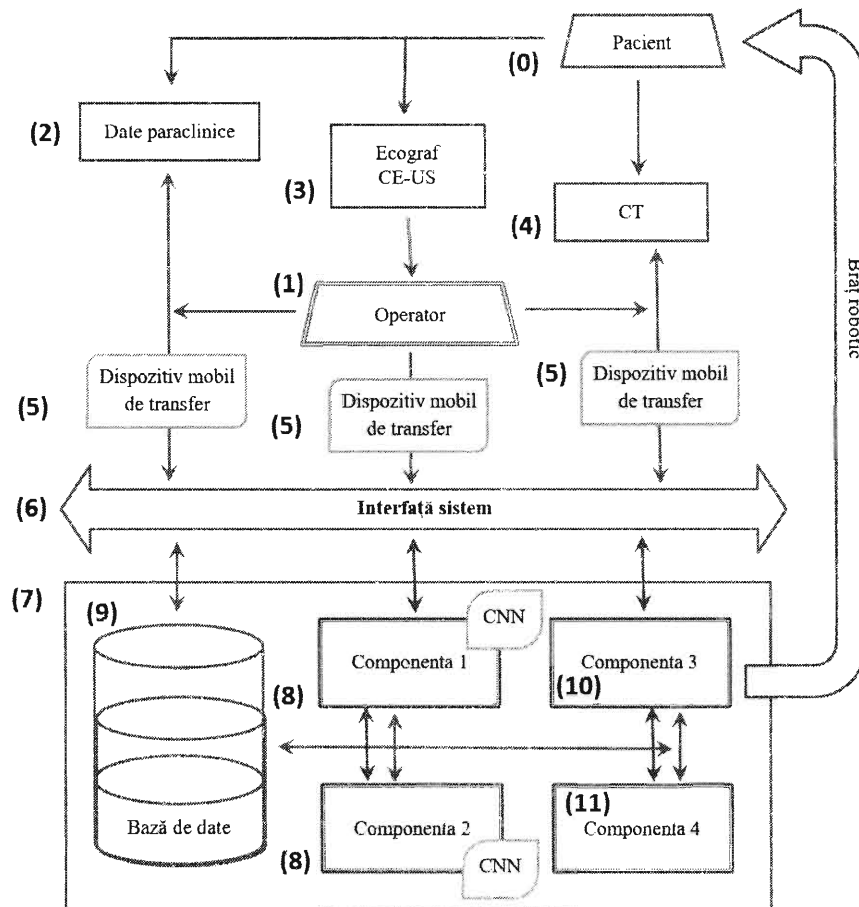 Pacient
(0)
(2)
Date paraclinice
Ecograf
CE-US
(3)
CT
(4)
Braț robotic
(1)
Operator
Dispozitiv mobil
de transfer
(5)
Dispozitiv mobil
de transfer
(5)
Dispozitiv mobil
de transfer
(5)
(6)
Interfață sistem
(7)
(9)
CNN
Componenta 1
(8)
Componenta 3
(10)
Bază de date
Componenta 2
(8)
CNN
(11)
Componenta 4